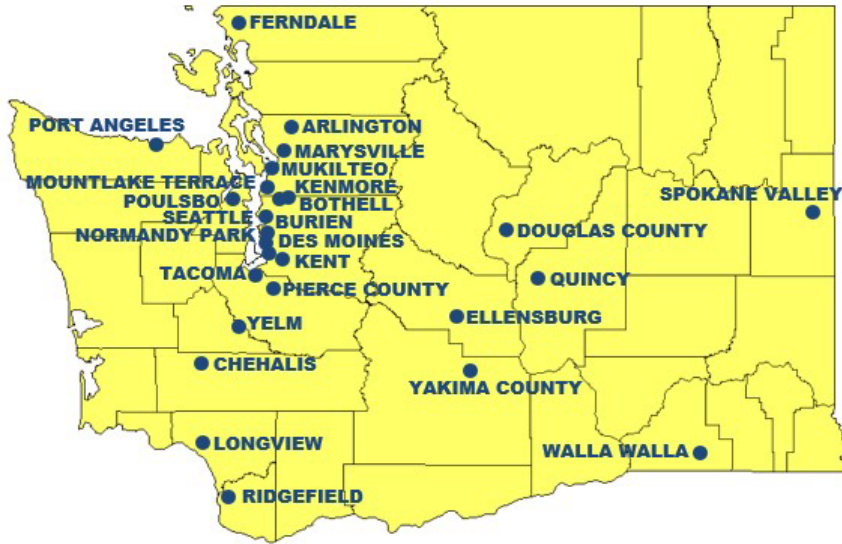 FERNDALE
PORT ANGELES
ARLINGTON
MARYSVILLE
MUKILTEO
MOUNTLAKE TERRACE
KENMORE
POULSBO
BOTHELL
SPOKANE VALLEY
SEATTLE
BURIEN
NORMANDY PARK
DES MOINES
DOUGLAS COUNTY
KENT
TACOMA
QUINCY
PIERCE COUNTY
ELLENSBURG
YELM
CHEHALIS
YAKIMA COUNTY
LONGVIEW
WALLA WALLA
RIDGEFIELD